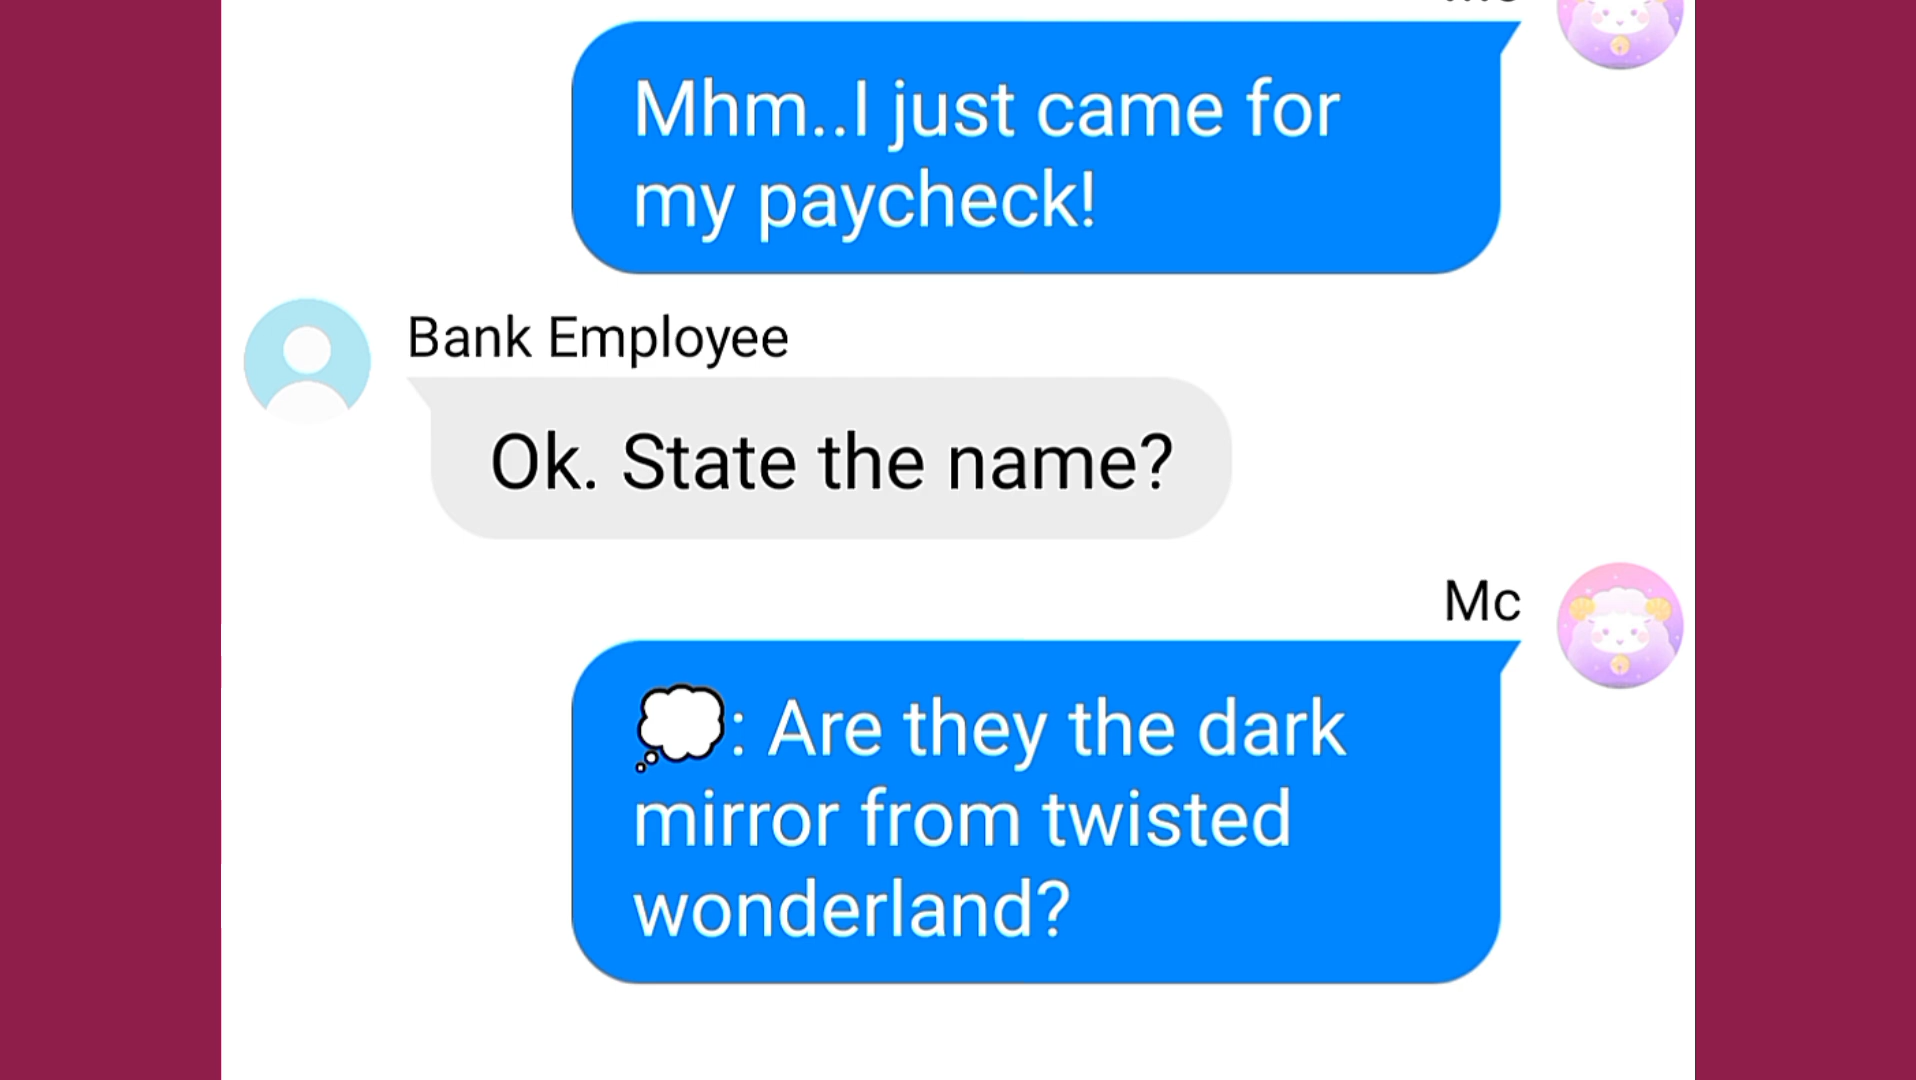 Mhm..I just came for
my paycheck!
Bank Employee
Ok. State the name?
Mc
💭: Are they the dark
mirror from twisted
wonderland?